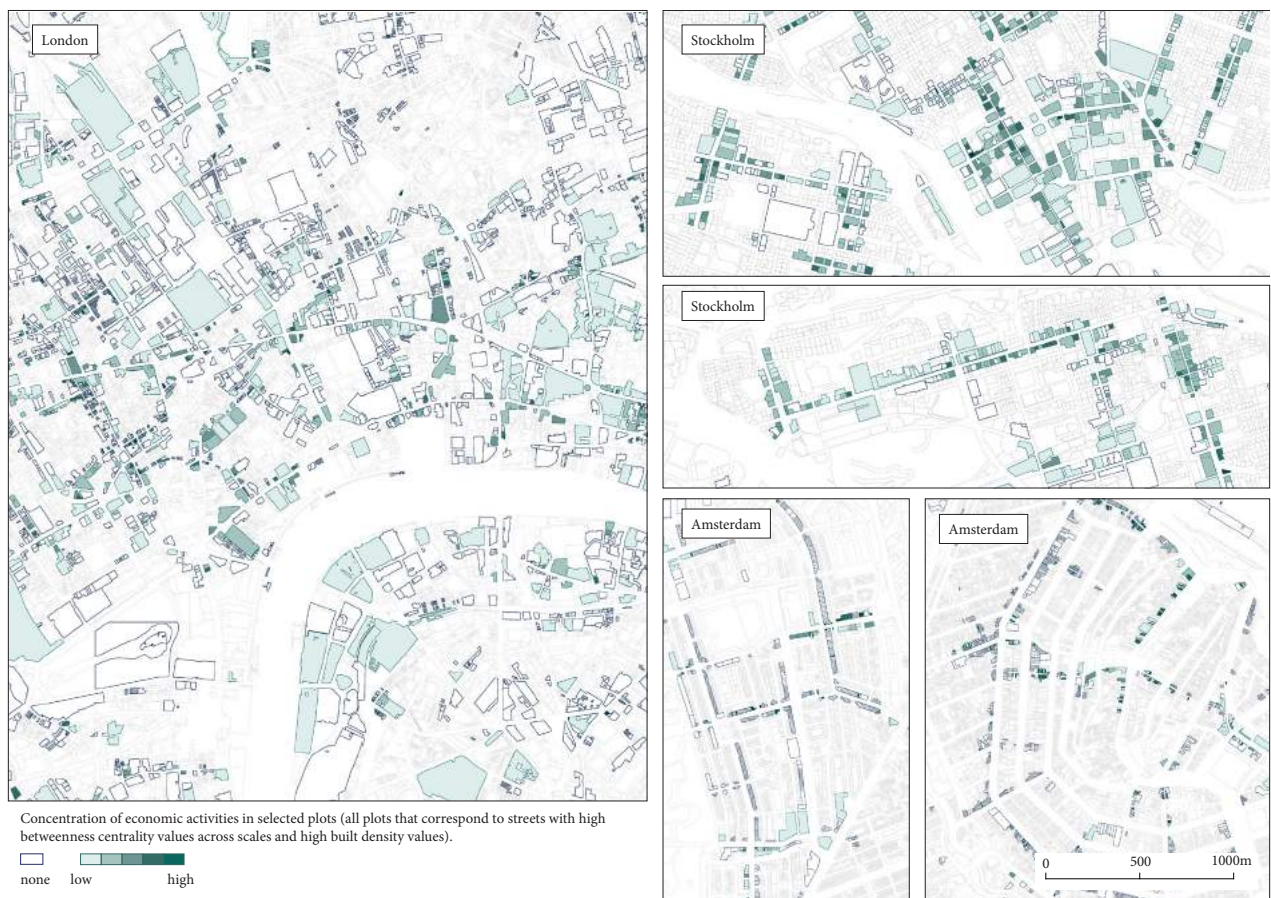 London
Stockholm
Stockholm
Amsterdam
Amsterdam
0 500 1000m
Concentration of economic activities in selected plots (all plots that correspond to streets with high
betweenness centrality values across scales and high built density values).
none low high